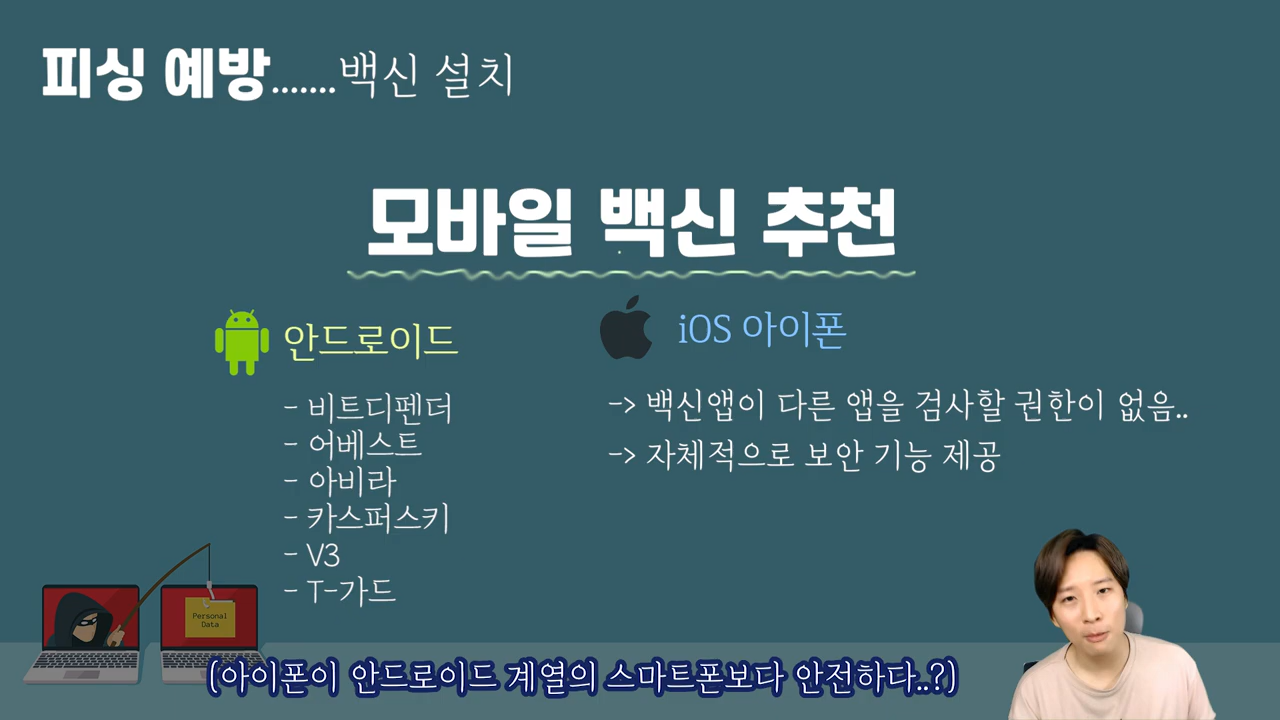 피싱 예방.......백신 설치
모바일 백신 추천
안드로이드
- 비트디펜더
- 어베스트
- 아비라
- 카스퍼스키
- V3
- T-가드
iOS 아이폰
-> 백신앱이 다른 앱을 검사할 권한이 없음..
-> 자체적으로 보안 기능 제공
Personal
Data
(아이폰이 안드로이드 계열의 스마트폰보다 안전하다..?)